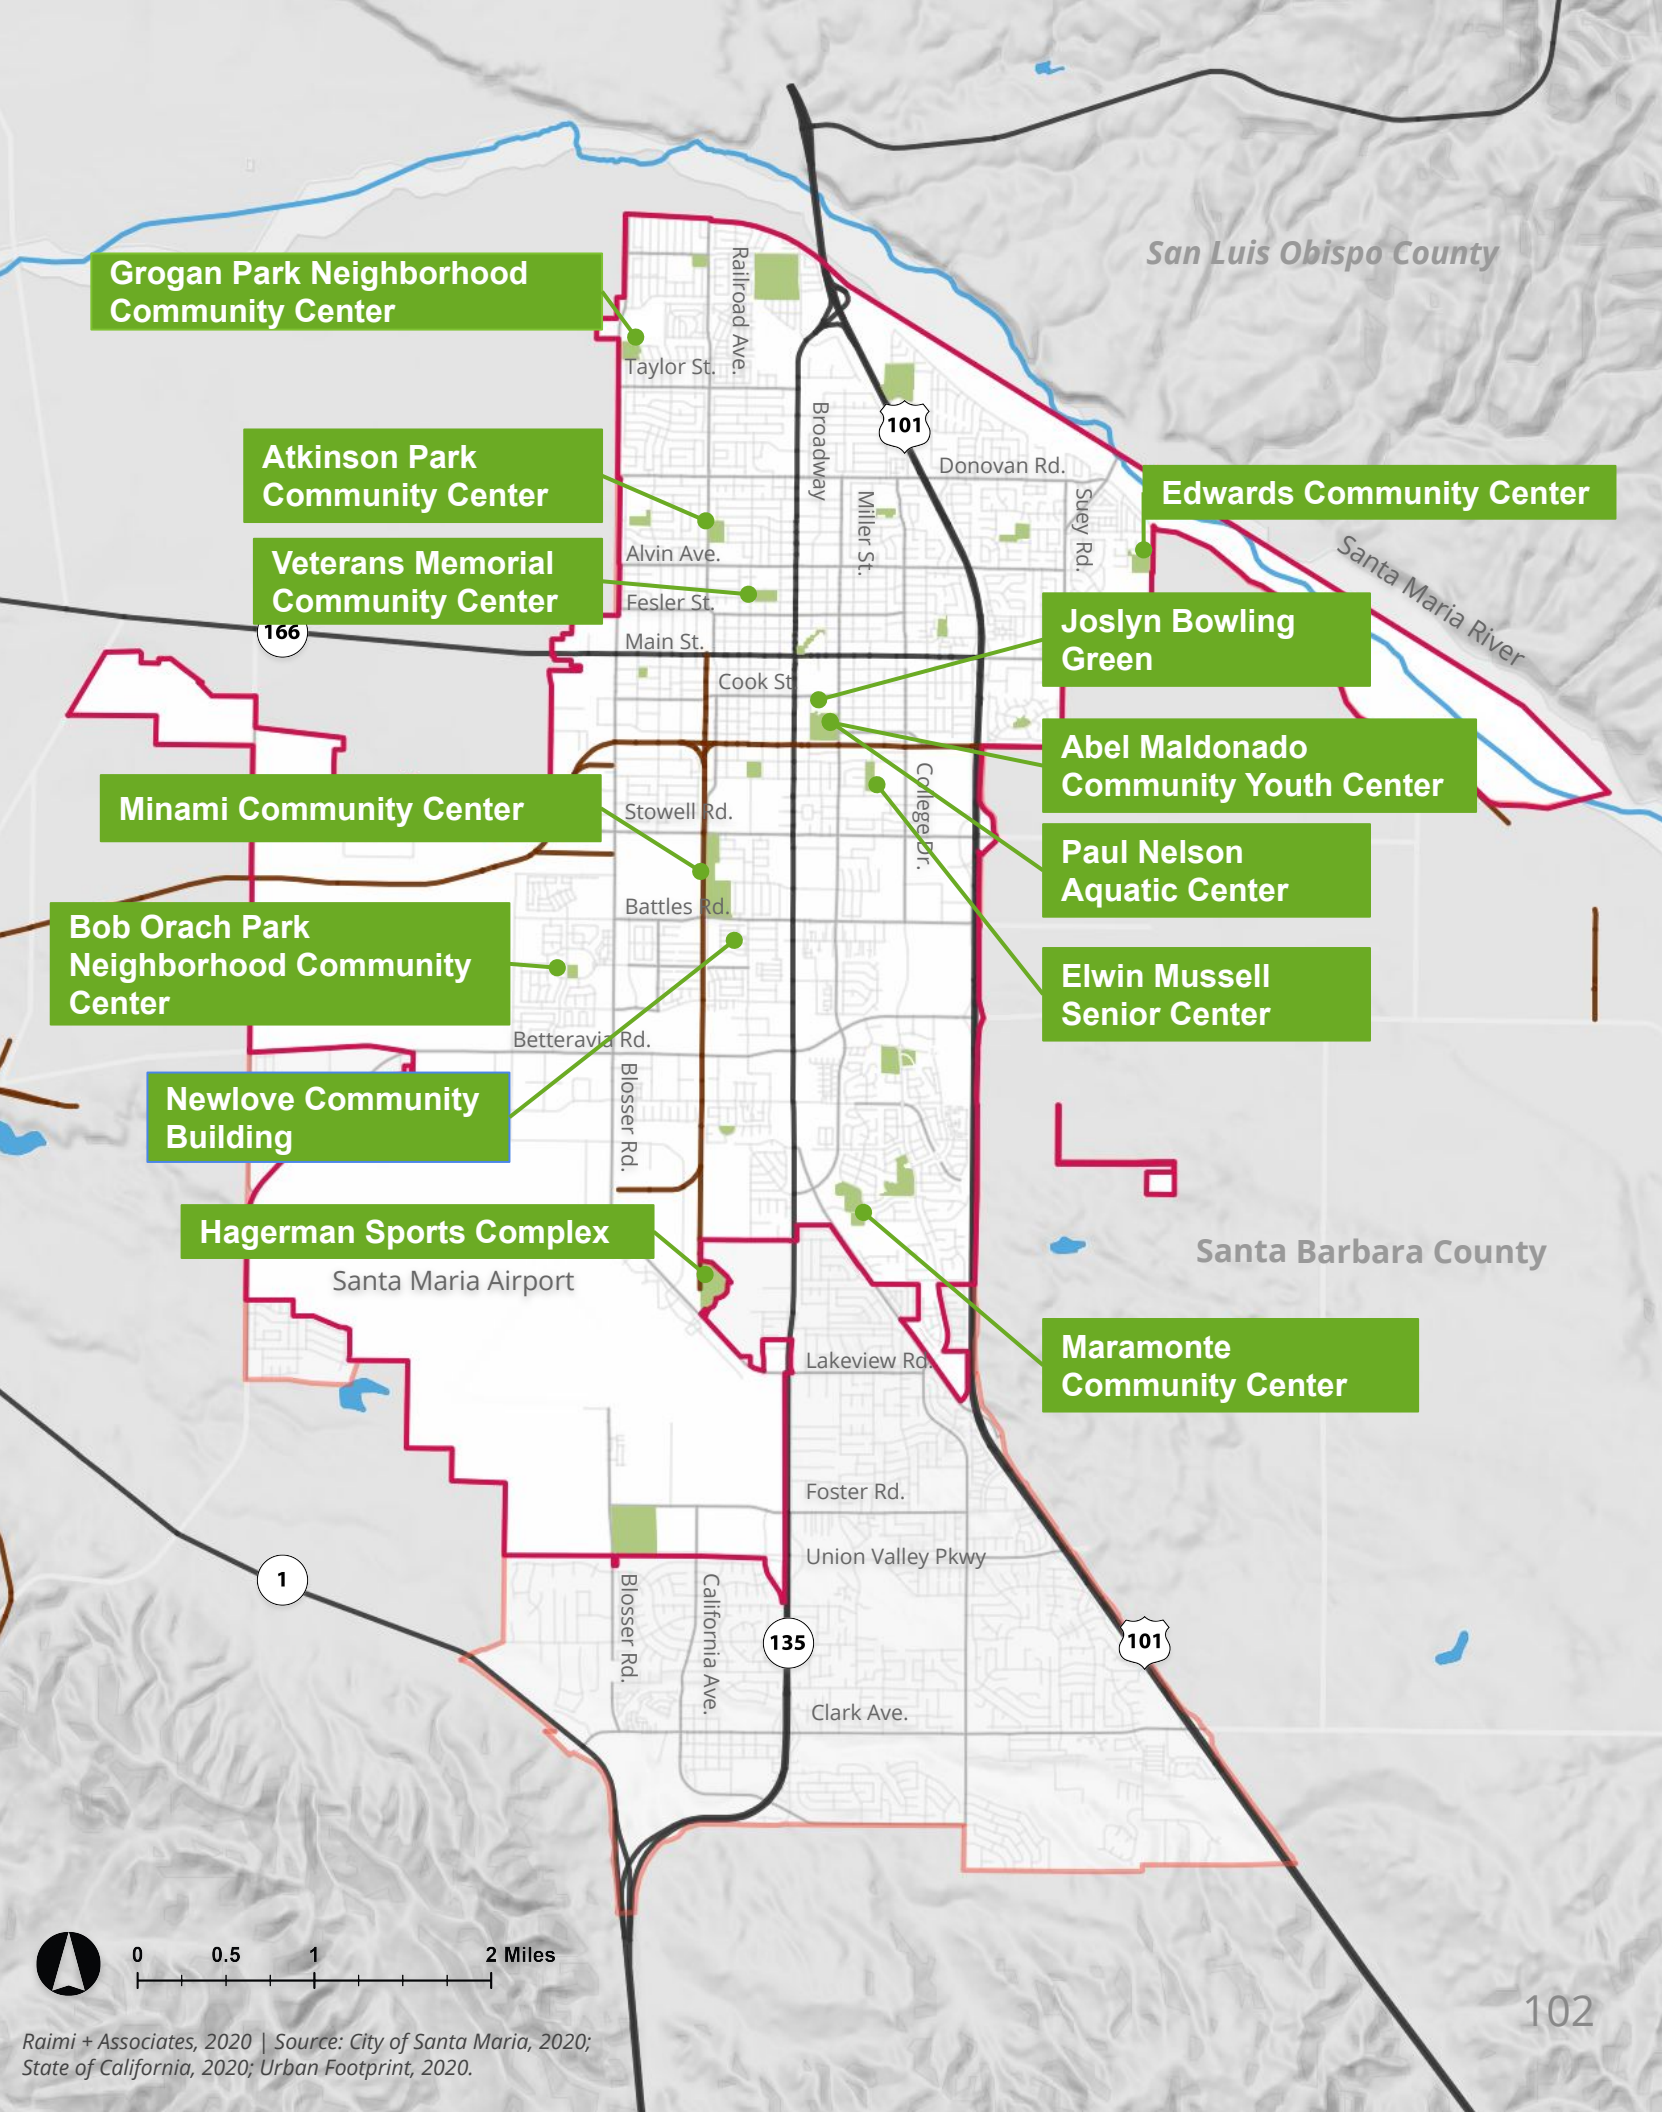 San Luis Obispo County
Grogan Park Neighborhood
Community Center
Railroad Ave.
Taylor St.
Broadway
101
Atkinson Park
Community Center
Donovan Rd.
Miller St.
Suey Rd.
Edwards Community Center
Santa Maria River
Veterans Memorial
Community Center
Alvin Ave.
Fesler St.
166
Main St.
Joslyn Bowling
Green
Cook St
Abel Maldonado
Community Youth Center
College Dr.
Minami Community Center
Stowell Rd.
Paul Nelson
Aquatic Center
Battles Rd.
Bob Orach Park
Neighborhood Community
Center
Elwin Mussell
Senior Center
Betteravia Rd.
Blosser Rd.
Newlove Community
Building
Hagerman Sports Complex
Santa Maria Airport
Santa Barbara County
Maramonte
Community Center
Lakeview Rd.
Foster Rd.
Union Valley Pkwy
1
Blosser Rd.
California Ave.
135
101
Clark Ave.
0 0.5 1 2 Miles
102
Raimi + Associates, 2020 | Source: City of Santa Maria, 2020;
State of California, 2020; Urban Footprint, 2020.